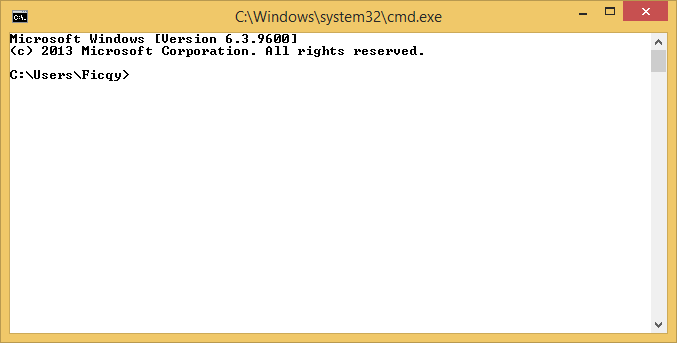 C:\Windows\system32\cmd.exe
Microsoft Windows [Version 6.3.9600]
(c) 2013 Microsoft Corporation. All rights reserved.
C:\Users\Ficqy>